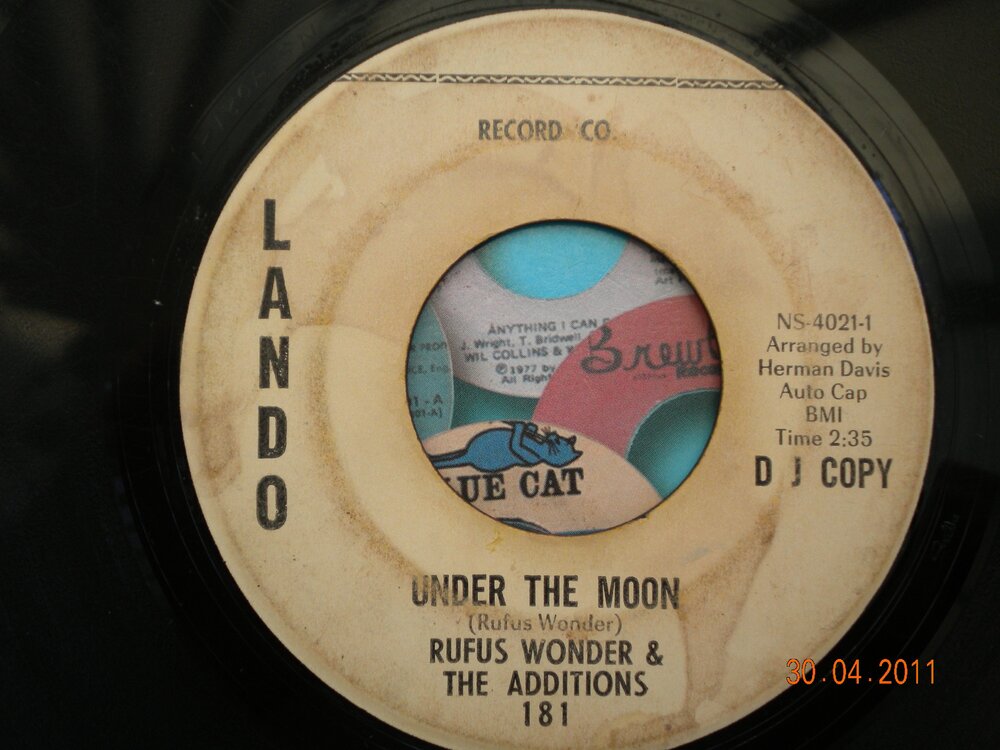 RECORD CO.
LANDO
NS-4021-1
Arranged by
Herman Davis
Auto Cap
BMI
Time 2:35
D J COPY
ANYTHING I CAN
J. Wright, T. Bridwell
WIL COLLINS &
℗ 1977 by
All Righ
Brew
UE CAT
UNDER THE MOON
(Rufus Wonder)
RUFUS WONDER &
THE ADDITIONS
181
30.04.2011